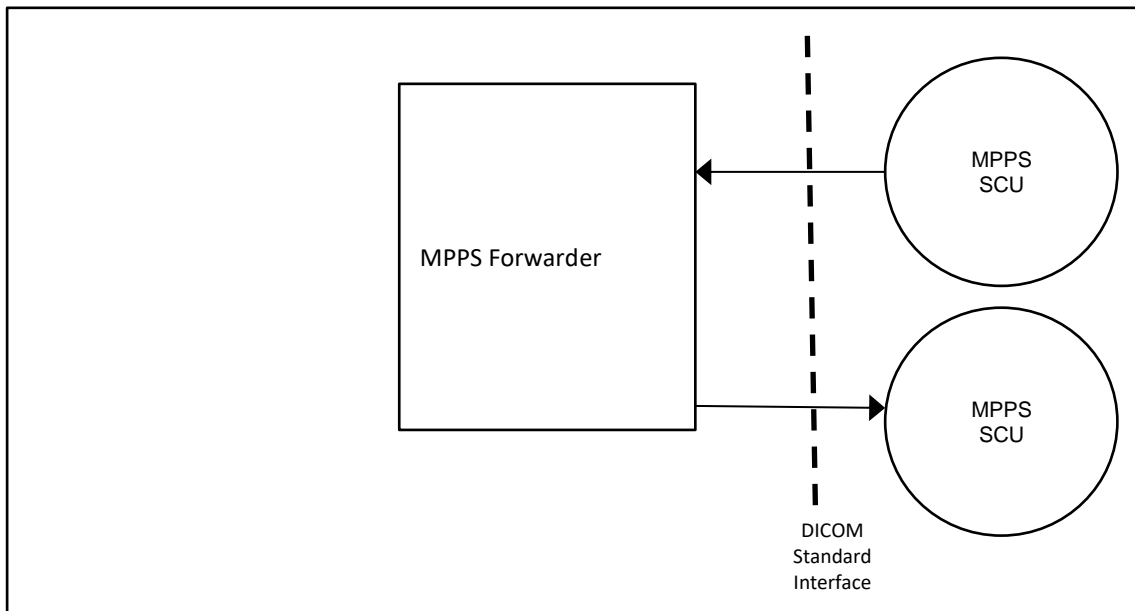 MPPS
SCU
MPPS Forwarder
MPPS
SCU
DICOM
Standard
Interface